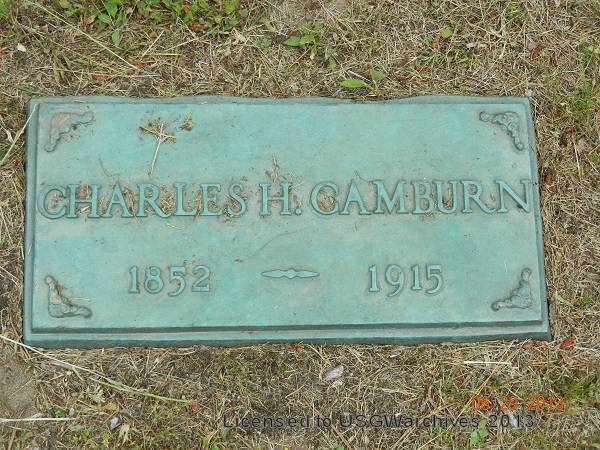 CHARLES H. CAMBURN
1852 1915
Licensed to USGWarchives 2013